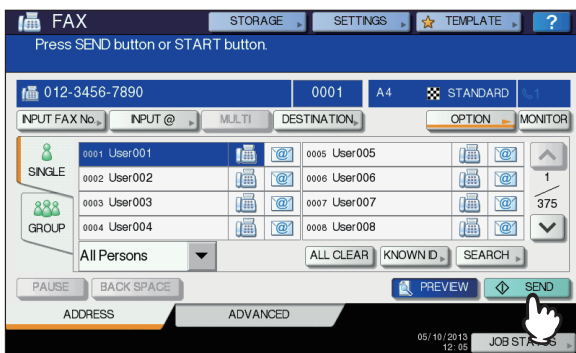 FAX STORAGE SETTINGS TEMPLATE ?
Press SEND button or START button.
012-3456-7890 0001 A4 STANDARD 1
INPUT FAX No. INPUT @ MULTI DESTINATION OPTION MONITOR
SINGLE
GROUP
0001 User001 @ 0005 User005 @
0002 User002 @ 0006 User006 @
0003 User003 @ 0007 User007 @
0004 User004 @ 0008 User008 @
1
375
All Persons ALL CLEAR KNOWN ID SEARCH
PAUSE BACK SPACE PREVIEW SEND
ADDRESS ADVANCED
05/10/2013
12:05
JOB STATUS